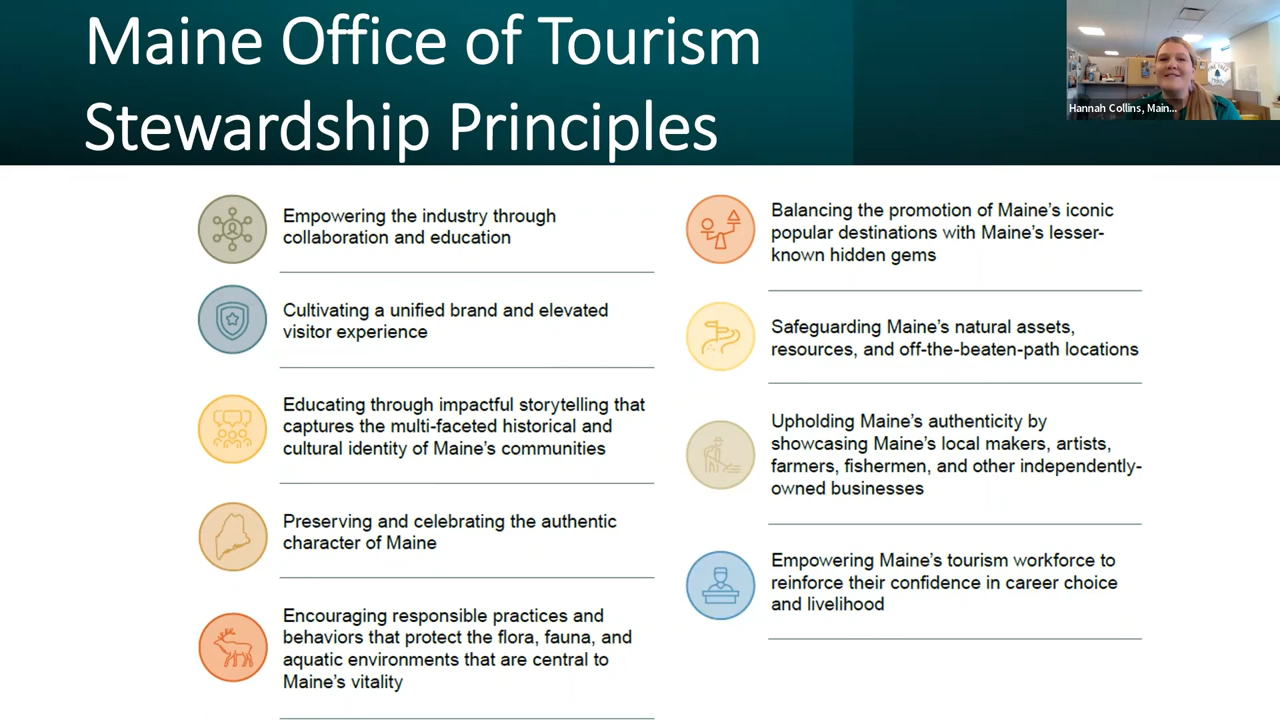 Maine Office of Tourism
Stewardship Principles
Hannah Collins, Main...
Empowering the industry through
collaboration and education
Cultivating a unified brand and elevated
visitor experience
Educating through impactful storytelling that
captures the multi-faceted historical and
cultural identity of Maine's communities
Preserving and celebrating the authentic
character of Maine
Encouraging responsible practices and
behaviors that protect the flora, fauna, and
aquatic environments that are central to
Maine's vitality
Balancing the promotion of Maine's iconic
popular destinations with Maine's lesser-
known hidden gems
Safeguarding Maine's natural assets,
resources, and off-the-beaten-path locations
Upholding Maine's authenticity by
showcasing Maine's local makers, artists,
farmers, fishermen, and other independently-
owned businesses
Empowering Maine's tourism workforce to
reinforce their confidence in career choice
and livelihood